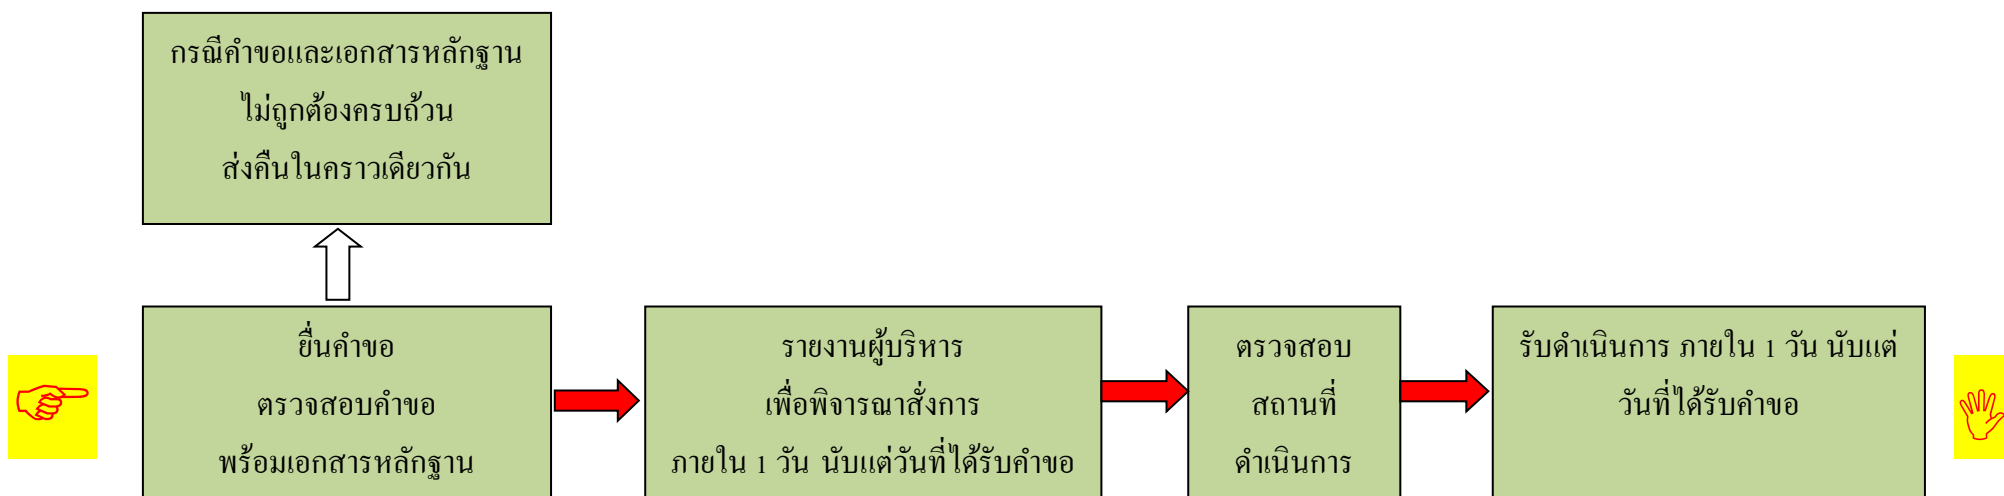 กรณีคำขอและเอกสารหลักฐาน
ไม่ถูกต้องครบถ้วน
ส่งคืนในคราวเดียวกัน
ยื่นคำขอ
ตรวจสอบคำขอ
พร้อมเอกสารหลักฐาน
รายงานผู้บริหาร
เพื่อพิจารณาสั่งการ
ภายใน 1 วัน นับแต่วันที่ได้รับคำขอ
ตรวจสอบ
สถานที่
ดำเนินการ
รับดำเนินการ ภายใน 1 วัน นับแต่
วันที่ได้รับคำขอ